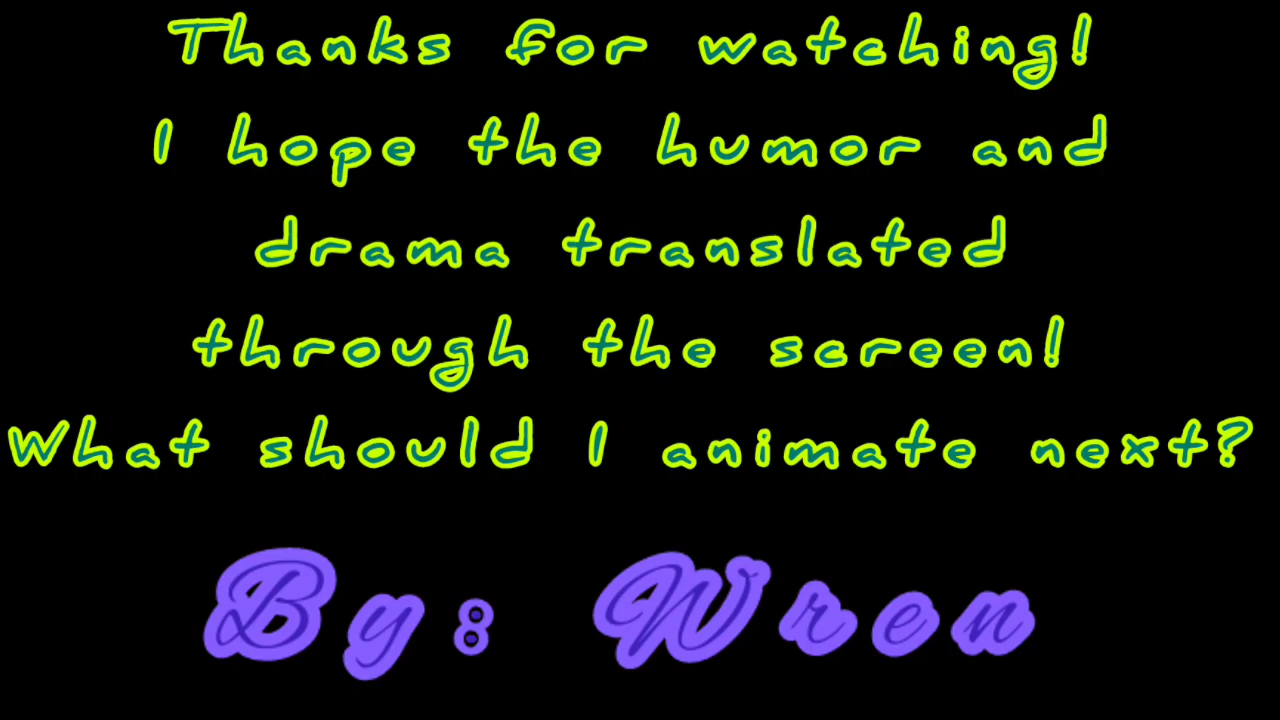 Thanks for watching!
I hope the humor and
drama translated
through the screen!
What should I animate next?
By: Wren